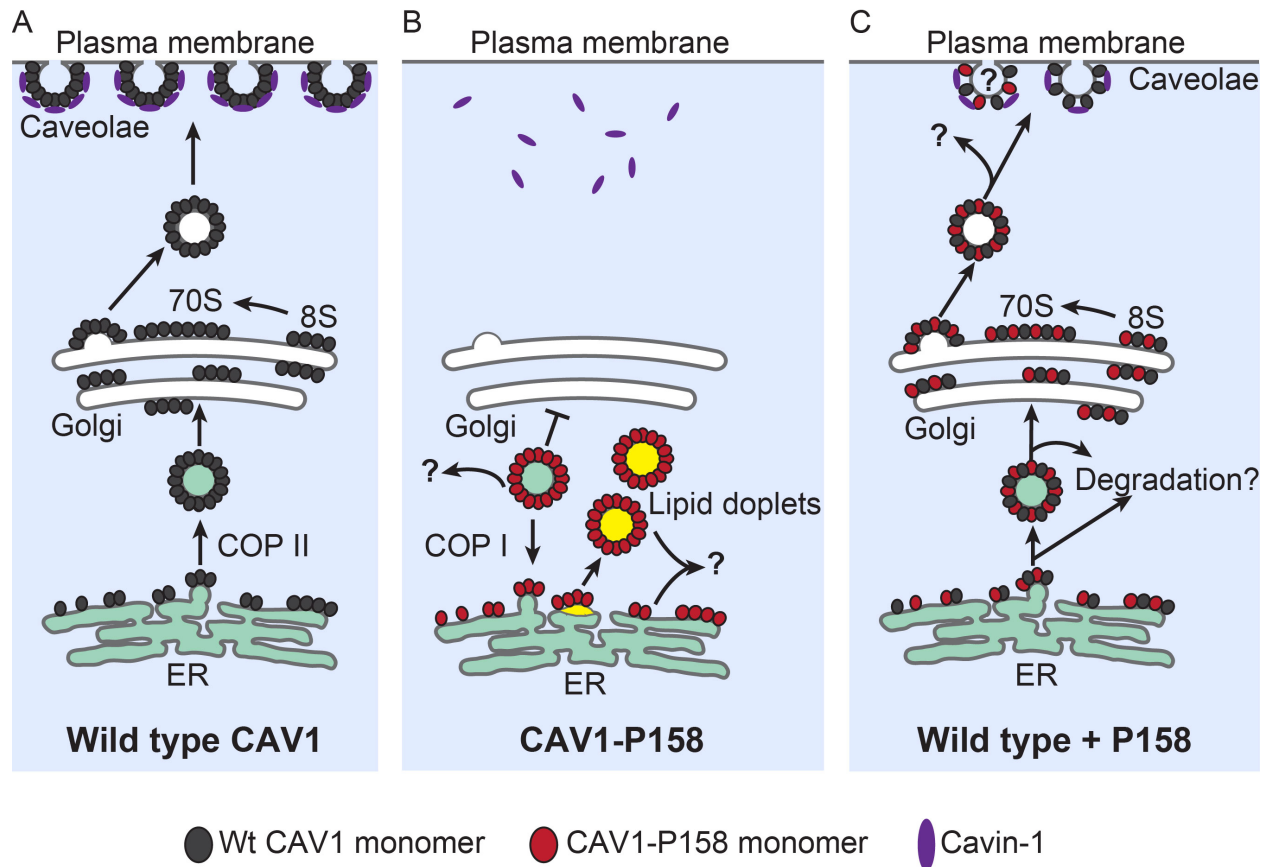 A
Plasma membrane
Caveolae
70S
8S
Golgi
COP II
ER
Wild type CAV1
B
Plasma membrane
Golgi
?
Lipid doplets
COP I
?
ER
CAV1-P158
C
Plasma membrane
?
Caveolae
?
70S
8S
Golgi
Degradation?
ER
Wild type + P158
Wt CAV1 monomer
CAV1-P158 monomer
Cavin-1